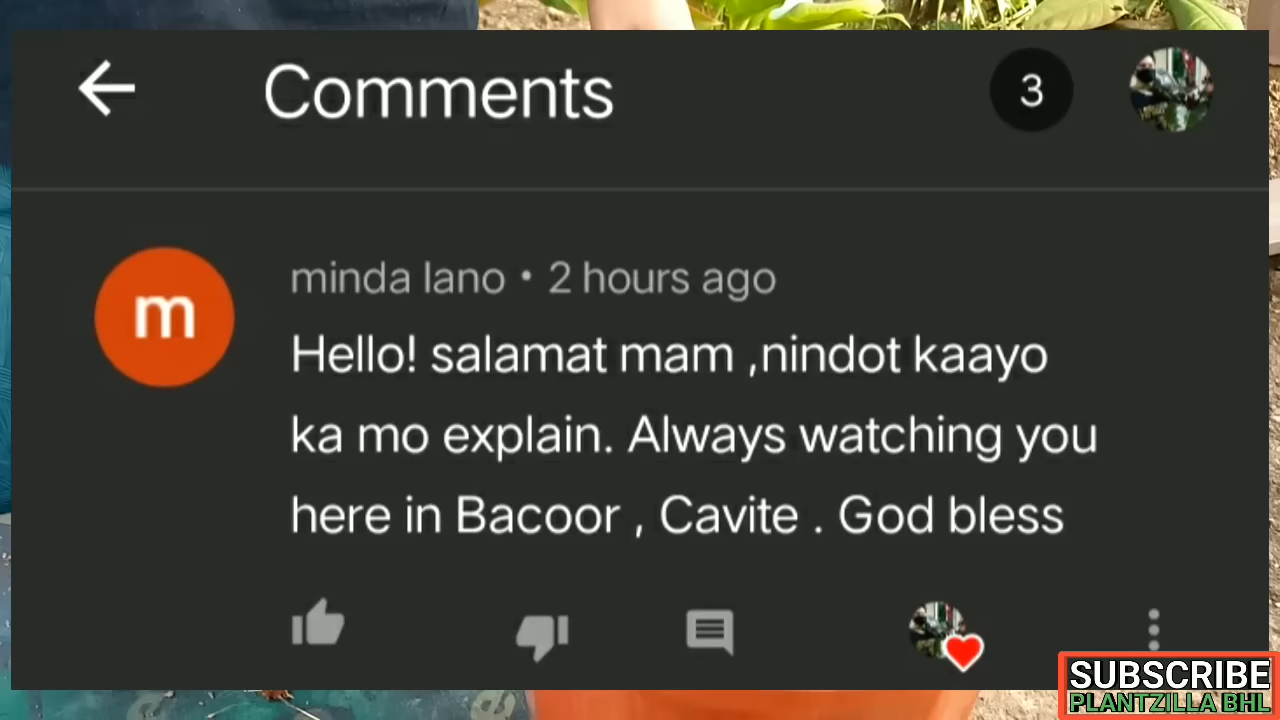 Comments
3
m
minda lano • 2 hours ago
Hello! salamat mam ,nindot kaayo
ka mo explain. Always watching you
here in Bacoor , Cavite . God bless
SUBSCRIBE
PLANTZILLA BHL